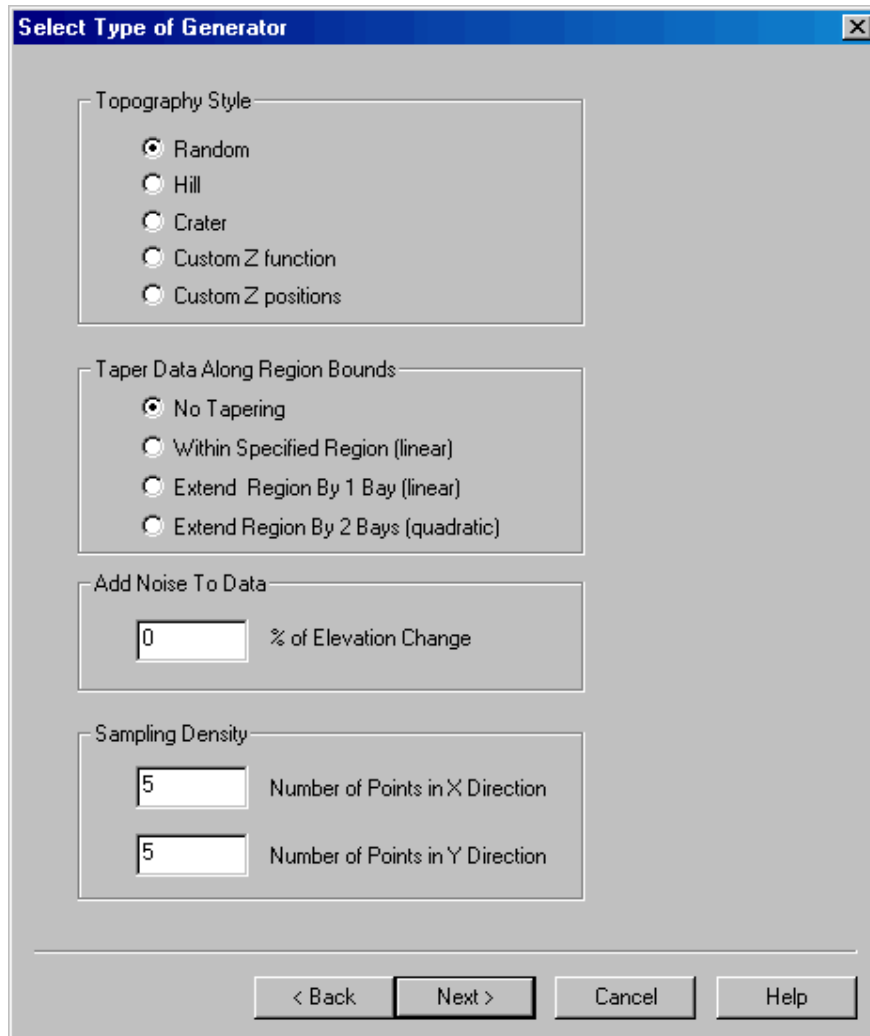 Select Type of Generator
Topography Style
Random
Hill
Crater
Custom Z function
Custom Z positions
Taper Data Along Region Bounds
No Tapering
Within Specified Region (linear)
Extend Region By 1 Bay (linear)
Extend Region By 2 Bays (quadratic)
Add Noise To Data
0 % of Elevation Change
Sampling Density
5 Number of Points in X Direction
5 Number of Points in Y Direction
< Back Next > Cancel Help